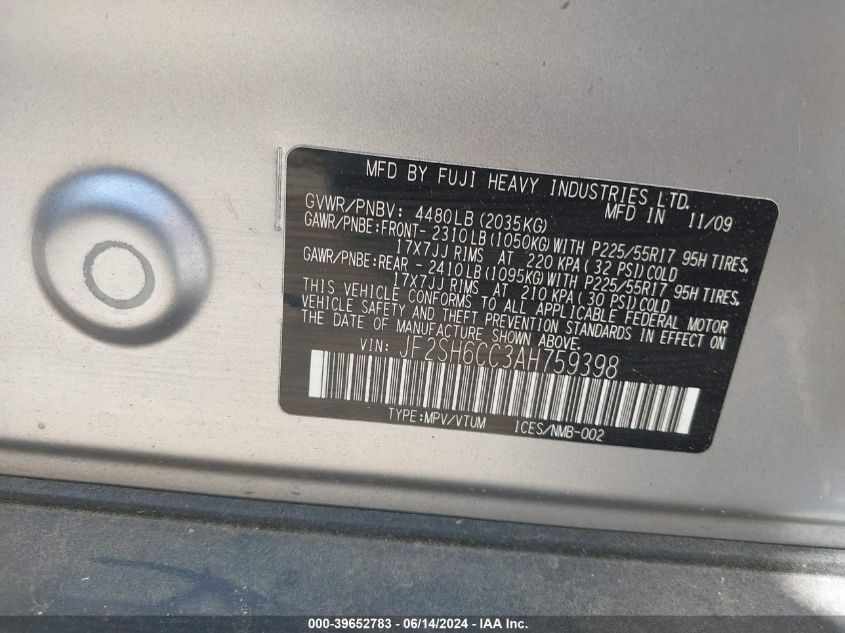 MFD BY FUJI HEAVY INDUSTRIES LTD.
MFD IN 11/09
GVWR/PNBV: 4480LB (2035KG)
GAWR/PNBE:FRONT- 2310LB (1050KG) WITH P225/55R17 95H TIRES,
17X7JJ RIMS AT 220 KPA ( 32 PSI) COLD
GAWR/PNBE:REAR - 2410LB (1095KG) WITH P225/55R17 95H TIRES,
17X7JJ RIMS AT 210 KPA ( 30 PSI) COLD
THIS VEHICLE CONFORMS TO ALL APPLICABLE FEDERAL MOTOR
VEHICLE SAFETY AND THEFT PREVENTION STANDARDS IN EFFECT ON
THE DATE OF MANUFACTURE SHOWN ABOVE.
VIN: JF2SH6CC3AH759398
TYPE:MPV/VTUM ICES/NMB-002
000-39652783 / 06/14/2024 / IAA Inc.